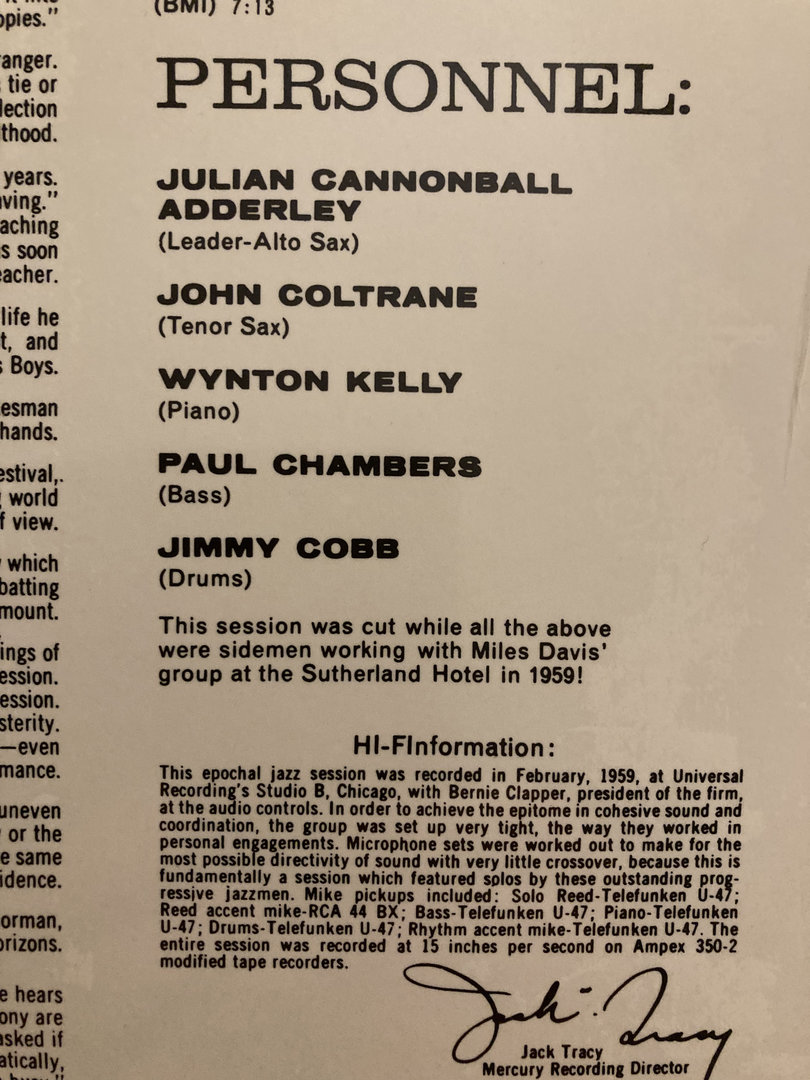 opies."
anger.
tie or
lection
thood.
years.
ving."
aching
s soon
eacher.
life he
t, and
s Boys.
esman
hands.
estival,.
world
f view.
which
batting
mount.
ings of
ession.
ession.
sterity.
—even
mance.
uneven
or the
e same
idence.
orman,
orizons.
e hears
ony are
asked if
atically,
(BMI) 7:13
PERSONNEL:
JULIAN CANNONBALL
ADDERLEY
(Leader-Alto Sax)
JOHN COLTRANE
(Tenor Sax)
WYNTON KELLY
(Piano)
PAUL CHAMBERS
(Bass)
JIMMY COBB
(Drums)
This session was cut while all the above
were sidemen working with Miles Davis'
group at the Sutherland Hotel in 1959!
HI-FInformation:
This epochal jazz session was recorded in February, 1959, at Universal
Recording's Studio B, Chicago, with Bernie Clapper, president of the firm,
at the audio controls. In order to achieve the epitome in cohesive sound and
coordination, the group was set up very tight, the way they worked in
personal engagements. Microphone sets were worked out to make for the
most possible directivity of sound with very little crossover, because this is
fundamentally a session which featured solos by these outstanding prog-
ressive jazzmen. Mike pickups included: Solo Reed-Telefunken U-47;
Reed accent mike-RCA 44 BX; Bass-Telefunken U-47; Piano-Telefunken
U-47; Drums-Telefunken U-47; Rhythm accent mike-Telefunken U-47. The
entire session was recorded at 15 inches per second on Ampex 350-2
modified tape recorders.
Jack Tracy
Jack Tracy
Mercury Recording Director